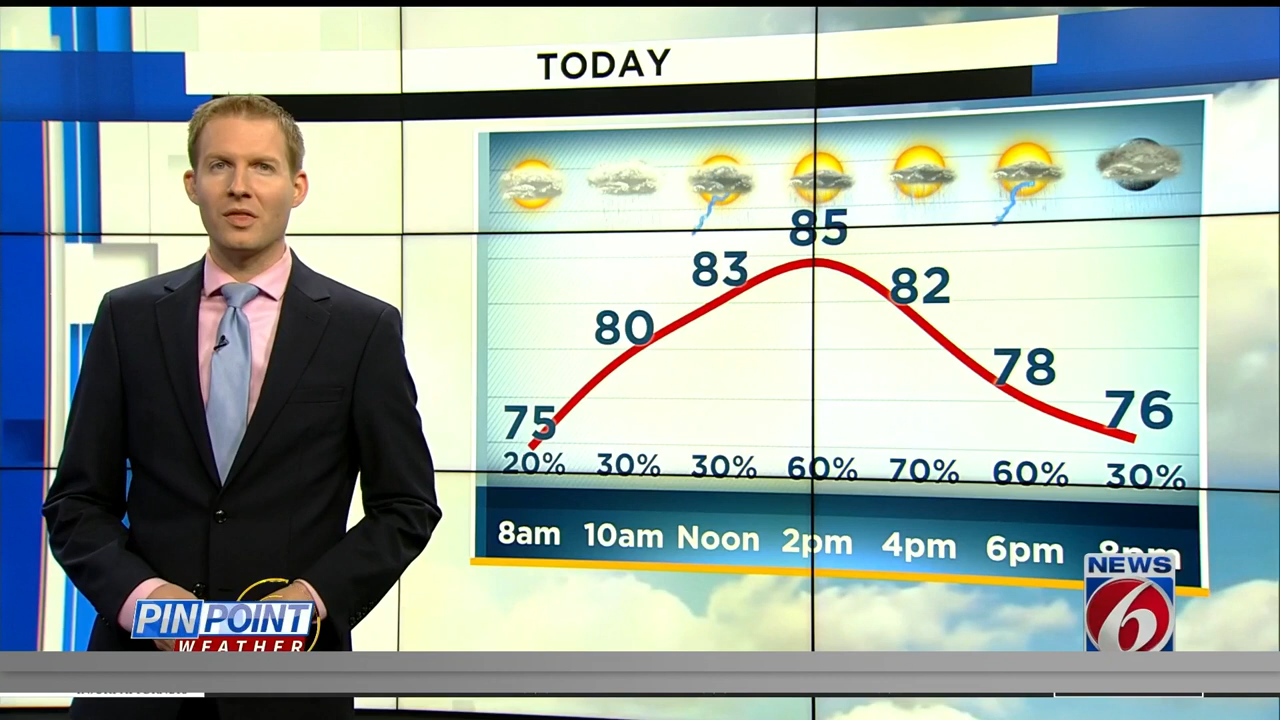 TODAY
85
83
82
80
78
76
75
20% 30% 30% 60% 70% 60% 30%
8am 10am Noon 2pm 4pm 6pm 8pm
NEWS
6
PINPOINT
WEATHER